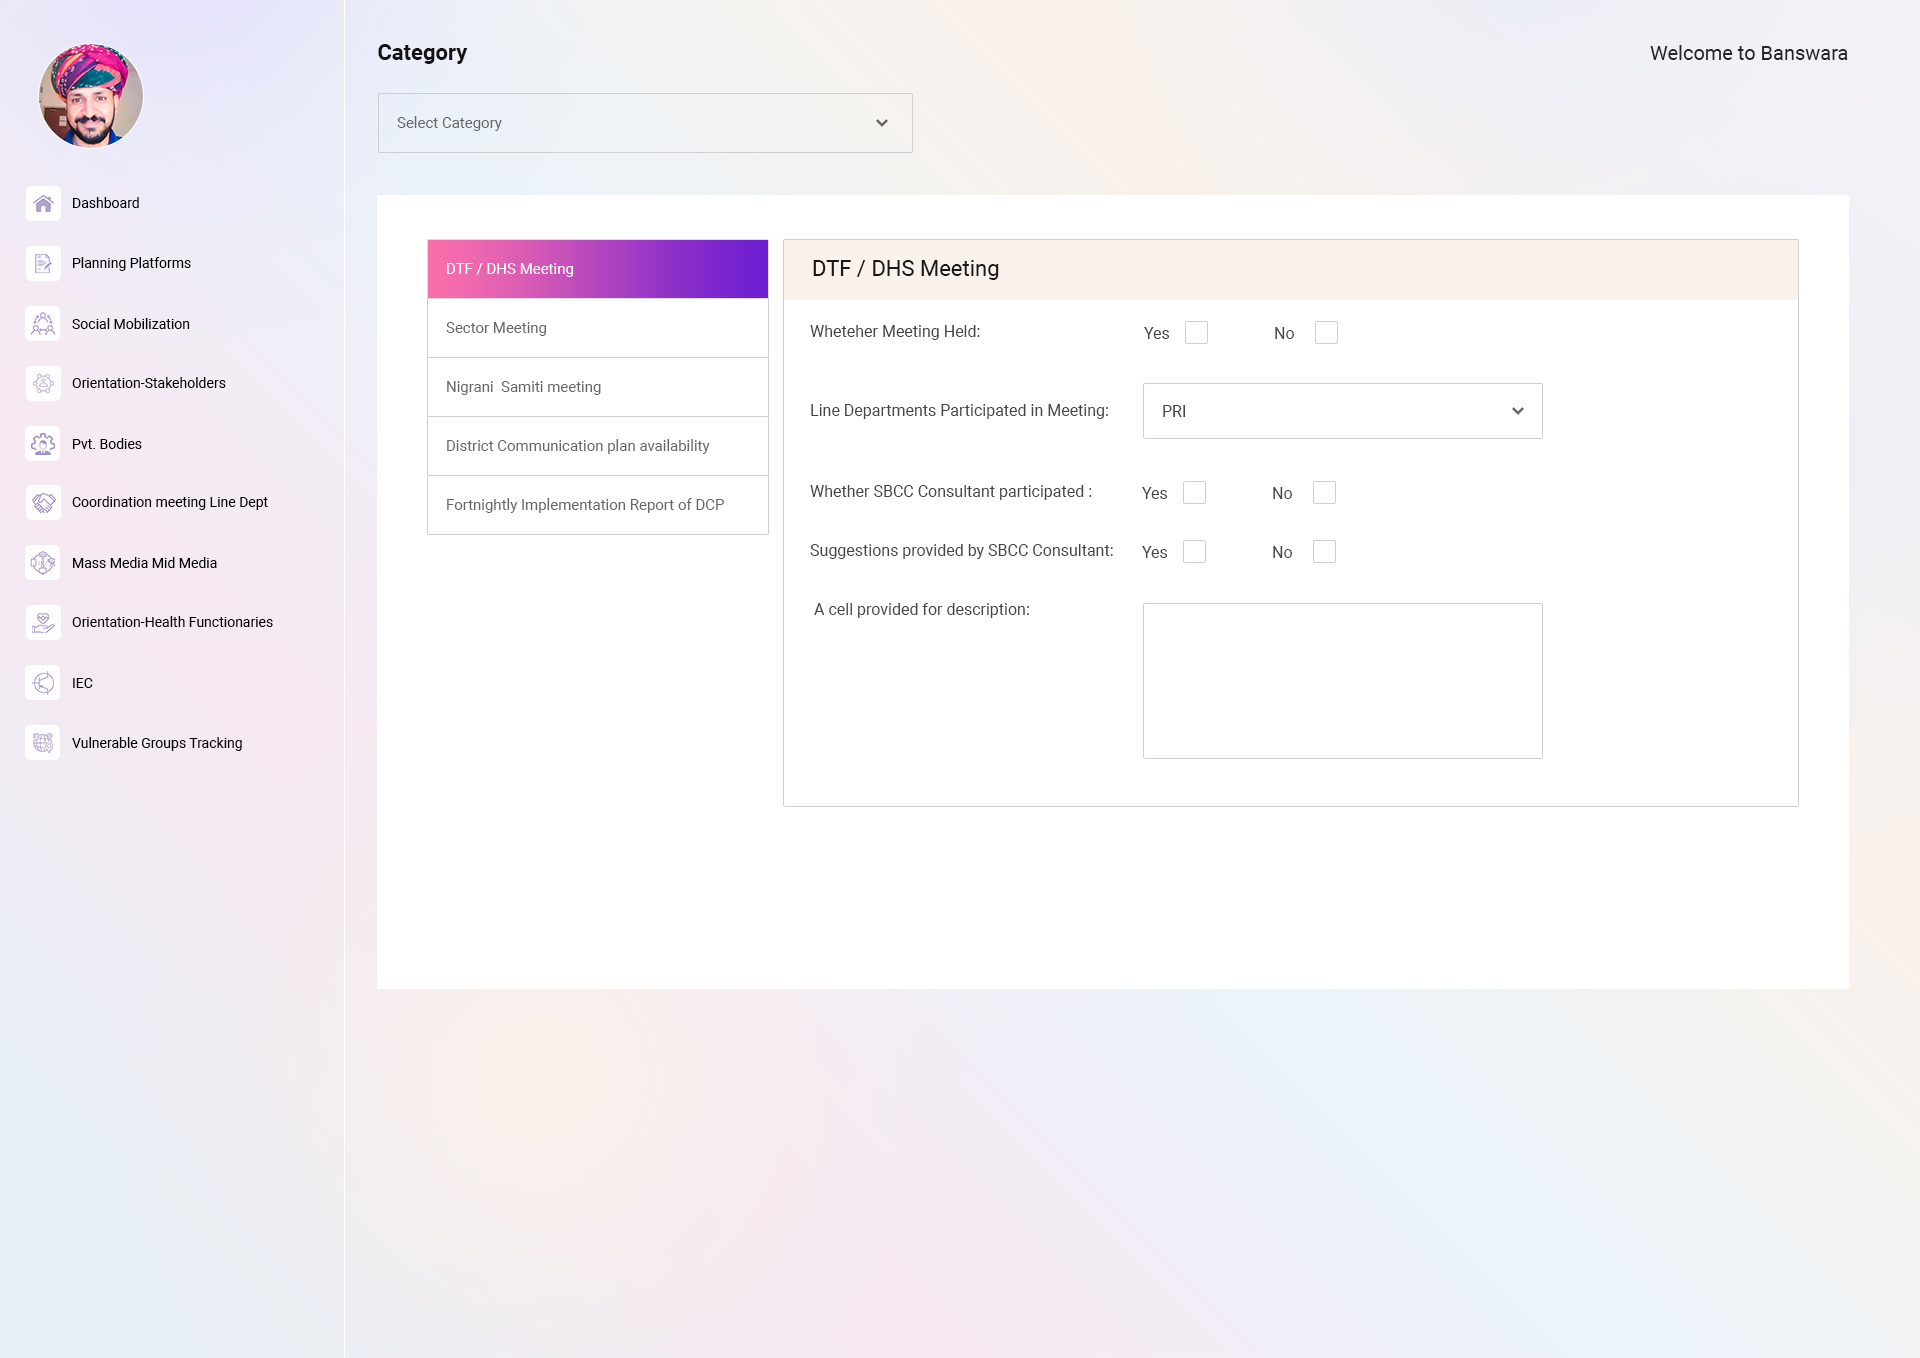 Category
Welcome to Banswara
Select Category
Dashboard
Planning Platforms
Social Mobilization
Orientation-Stakeholders
Pvt. Bodies
Coordination meeting Line Dept
Mass Media Mid Media
Orientation-Health Functionaries
IEC
Vulnerable Groups Tracking
DTF / DHS Meeting
Sector Meeting
Nigrani  Samiti meeting
District Communication plan availability
Fortnightly Implementation Report of DCP
DTF / DHS Meeting
Wheteher Meeting Held: Yes No
Line Departments Participated in Meeting: PRI
Whether SBCC Consultant participated : Yes No
Suggestions provided by SBCC Consultant: Yes No
A cell provided for description: